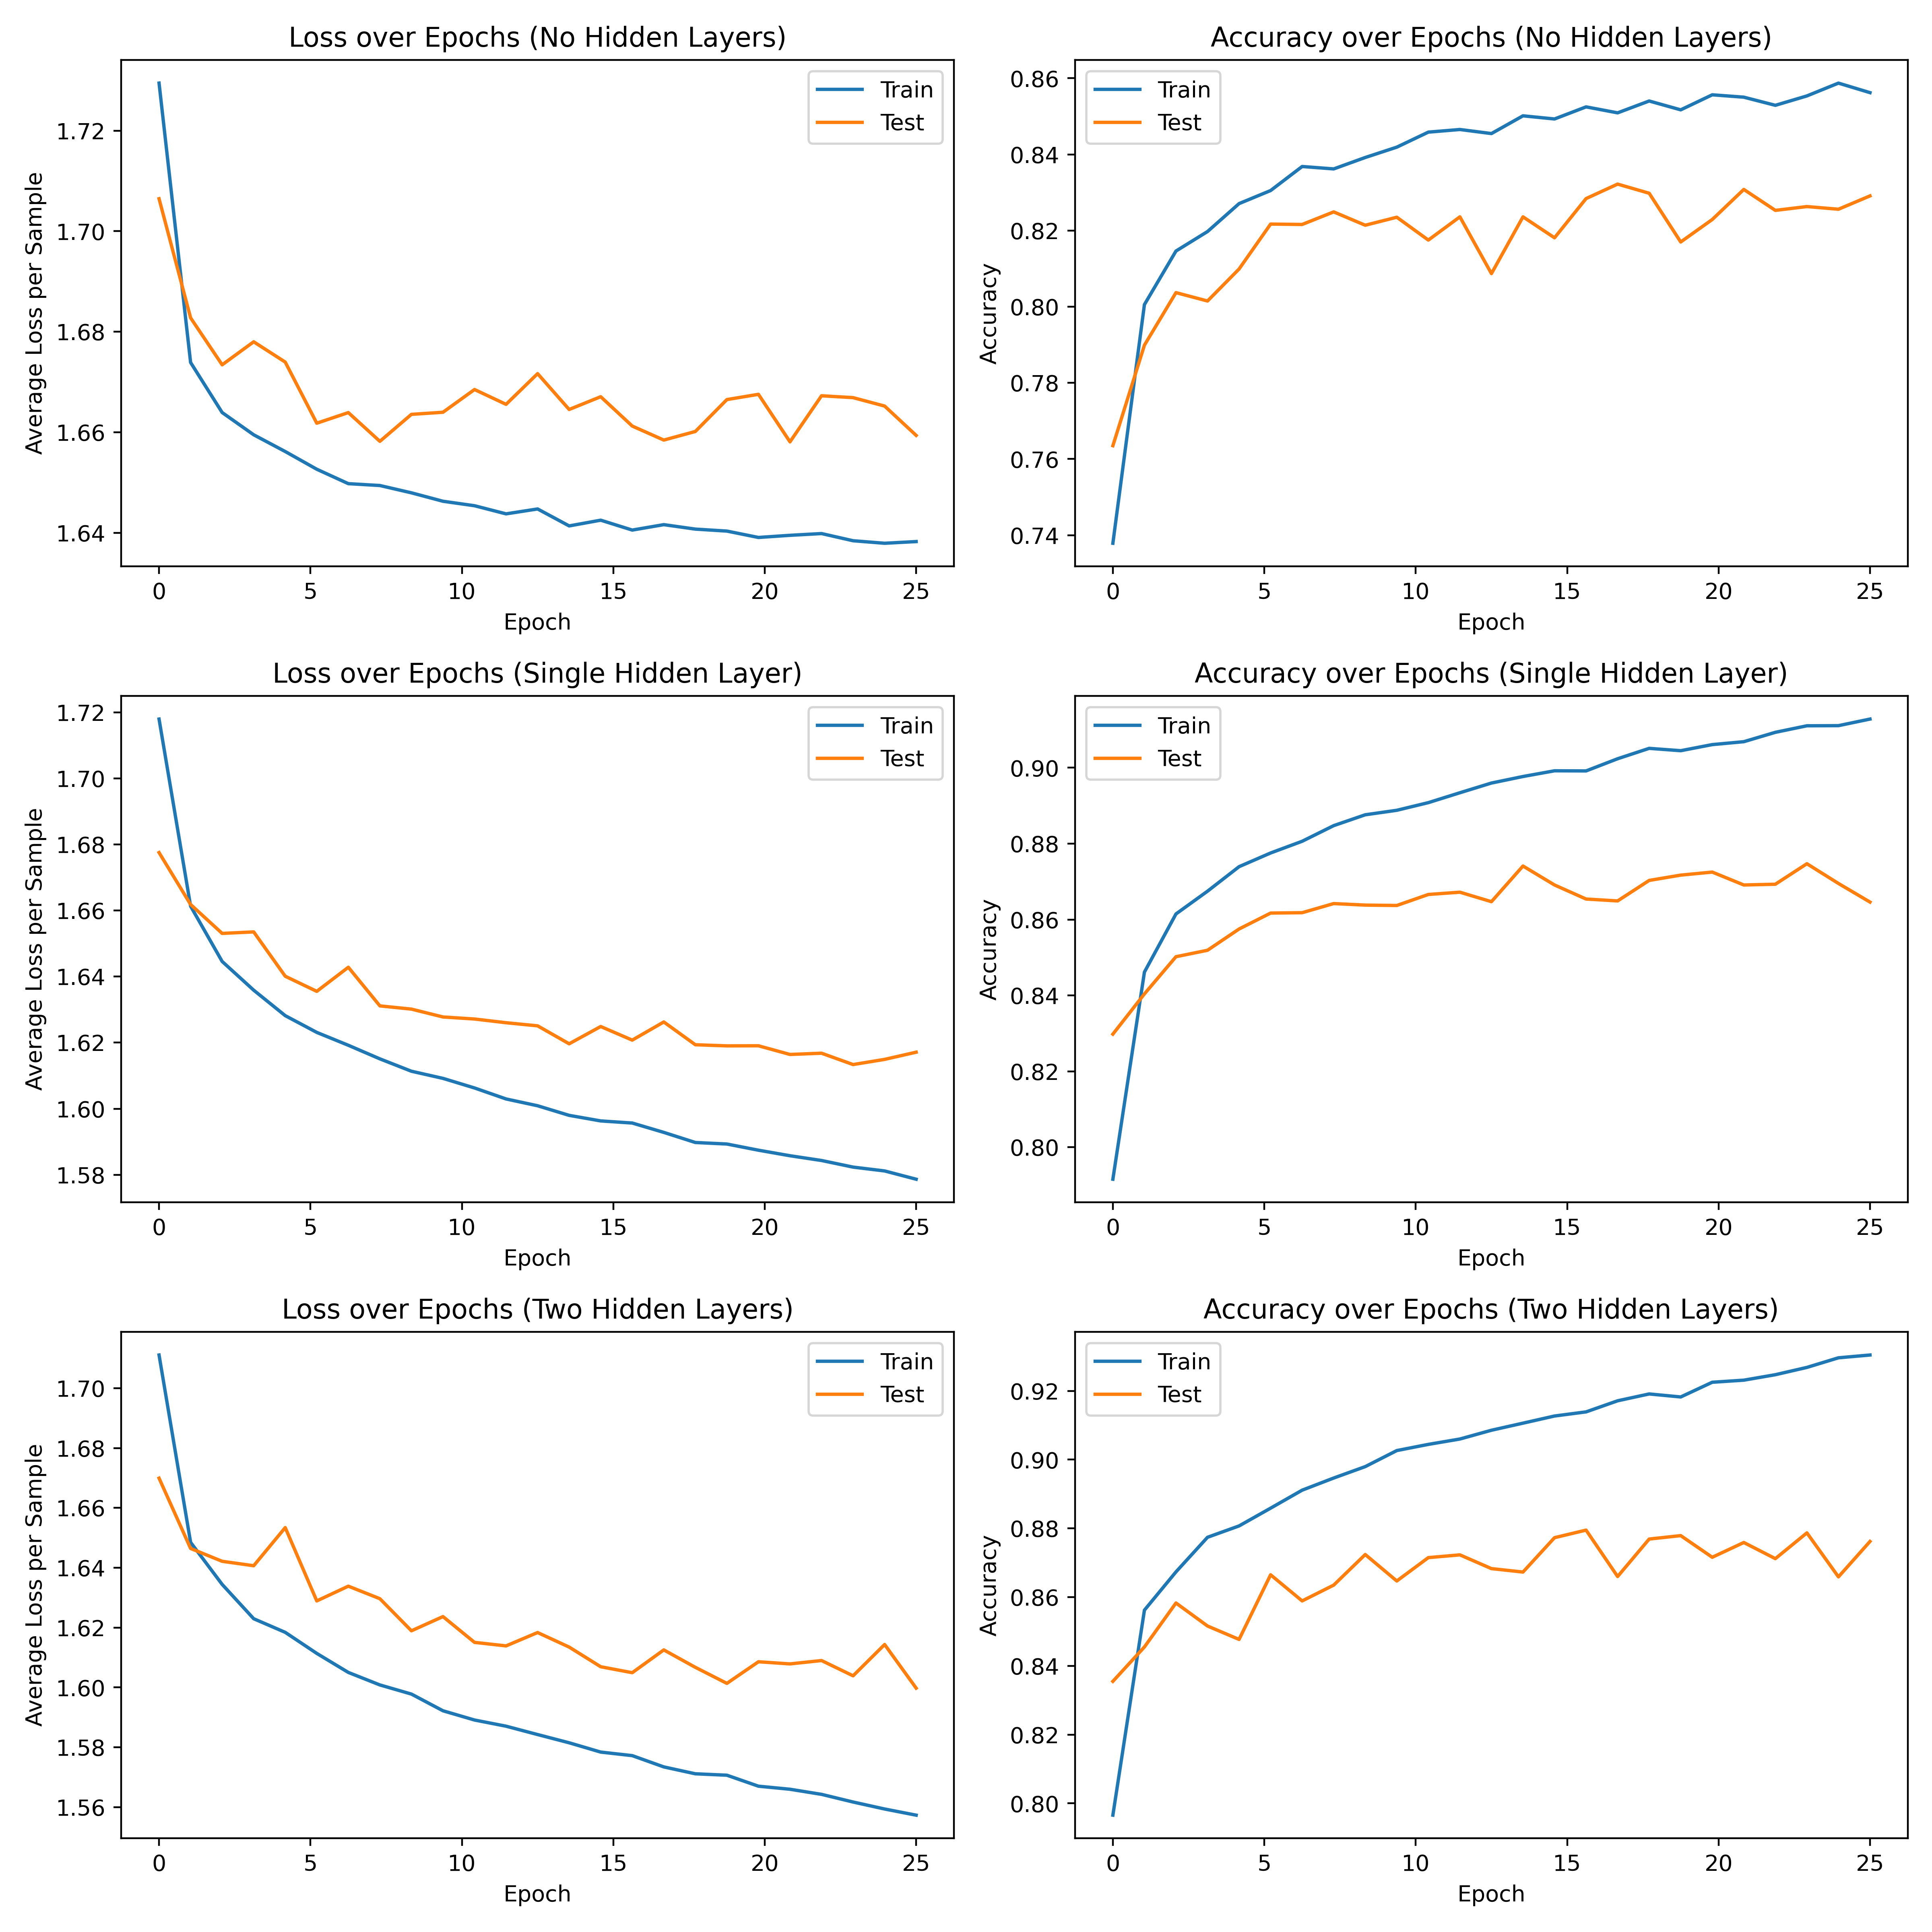 Loss over Epochs (No Hidden Layers)
Average Loss per Sample
1.72
1.70
1.68
1.66
1.64
Train
Test
0 5 10 15 20 25
Epoch
Accuracy over Epochs (No Hidden Layers)
Accuracy
0.86
0.84
0.82
0.80
0.78
0.76
0.74
Train
Test
0 5 10 15 20 25
Epoch
Loss over Epochs (Single Hidden Layer)
Average Loss per Sample
1.72
1.70
1.68
1.66
1.64
1.62
1.60
1.58
Train
Test
0 5 10 15 20 25
Epoch
Accuracy over Epochs (Single Hidden Layer)
Accuracy
0.90
0.88
0.86
0.84
0.82
0.80
Train
Test
0 5 10 15 20 25
Epoch
Loss over Epochs (Two Hidden Layers)
Average Loss per Sample
1.70
1.68
1.66
1.64
1.62
1.60
1.58
1.56
Train
Test
0 5 10 15 20 25
Epoch
Accuracy over Epochs (Two Hidden Layers)
Accuracy
0.92
0.90
0.88
0.86
0.84
0.82
0.80
Train
Test
0 5 10 15 20 25
Epoch